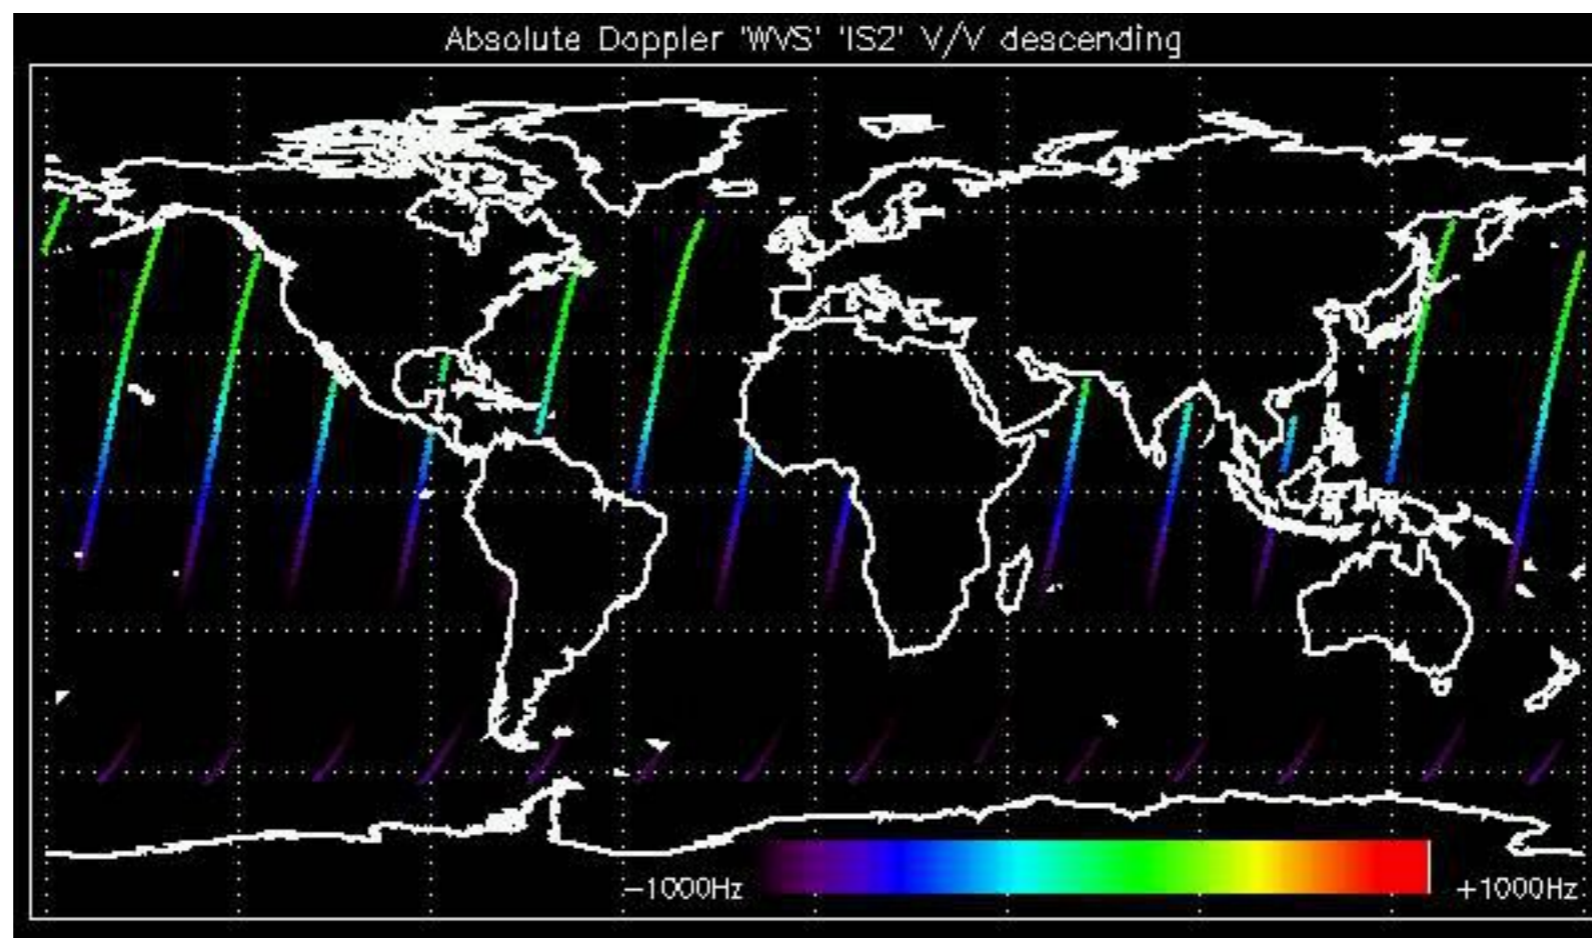 Absolute Doppler 'WVS' 'IS2' V/V descending
−1000Hz +1000Hz